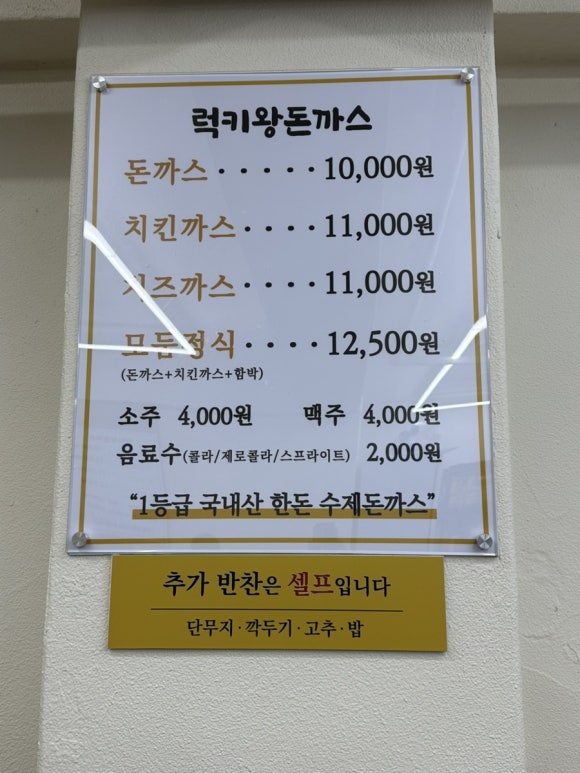 럭키왕돈까스
돈까스 · · · · · 10,000원
치킨까스 · · · · 11,000원
치즈까스 · · · · 11,000원
모둠정식 · · · · 12,500원
(돈까스+치킨까스+함박)
소주 4,000원 맥주 4,000원
음료수(콜라/제로콜라/스프라이트) 2,000원
“1등급 국내산 한돈 수제돈까스”
추가 반찬은 셀프입니다
단무지·깍두기·고추·밥